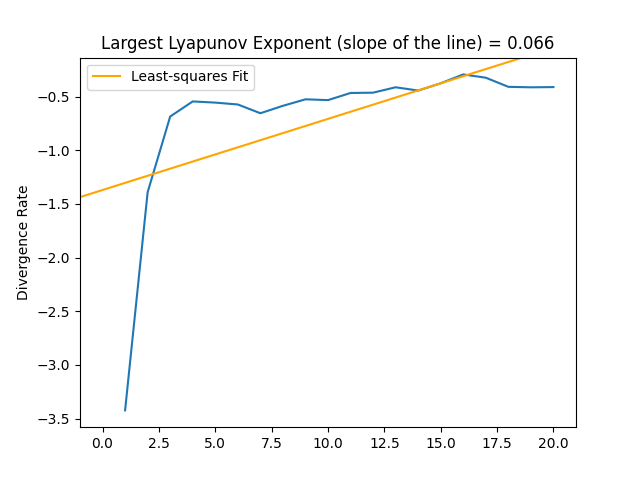 Largest Lyapunov Exponent (slope of the line) = 0.066
Least-squares Fit
Divergence Rate
−0.5
−1.0
−1.5
−2.0
−2.5
−3.0
−3.5
0.0 2.5 5.0 7.5 10.0 12.5 15.0 17.5 20.0